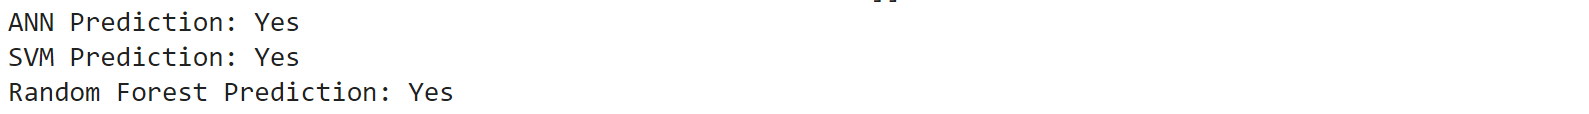 ANN Prediction: Yes
SVM Prediction: Yes
Random Forest Prediction: Yes